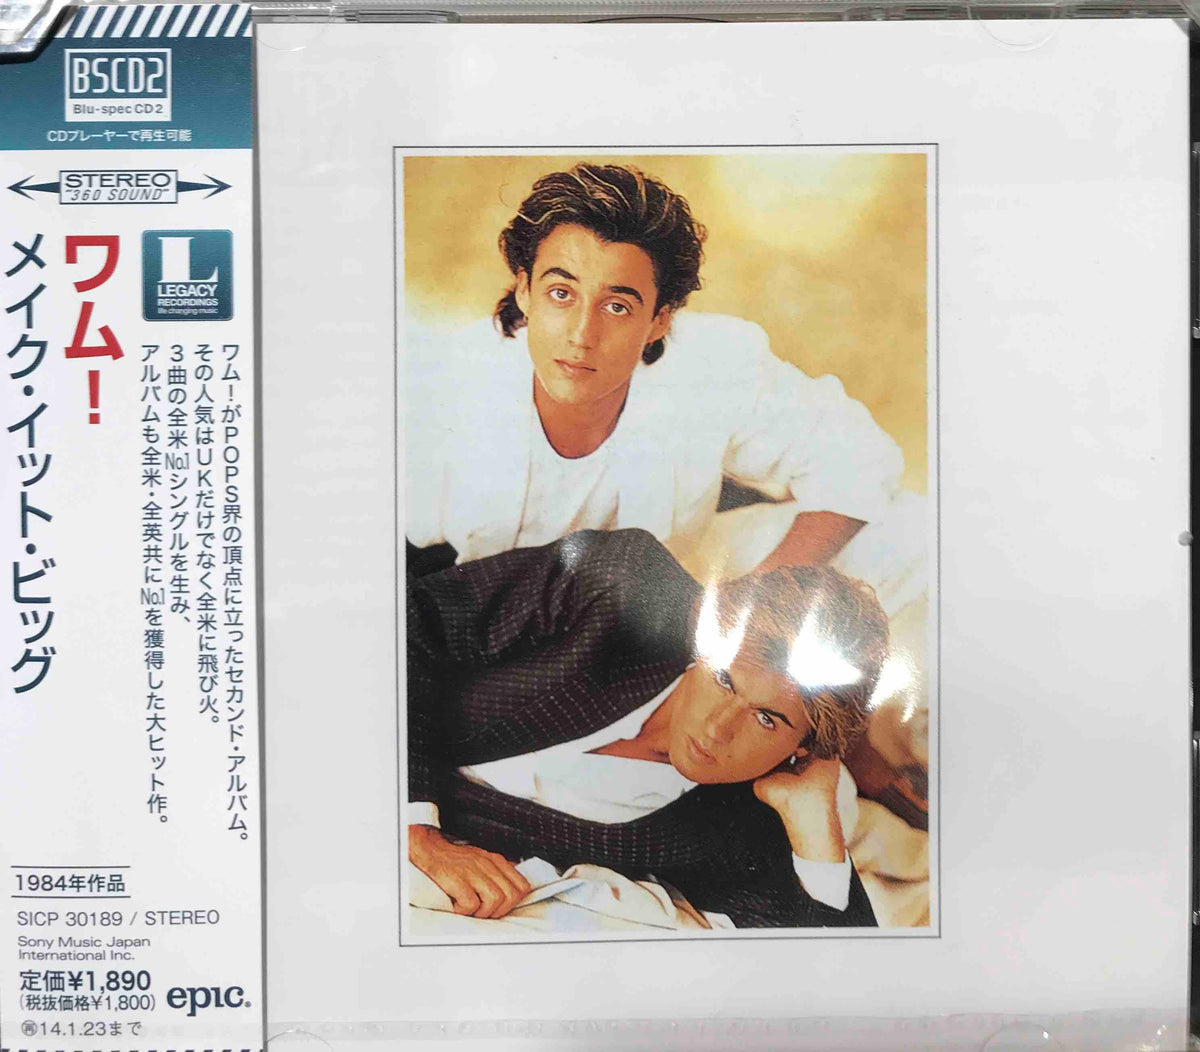 BSCD2
Blu-spec CD2
CDプレーヤーで再生可能
STEREO
"360 SOUND"
L
LEGACY
RECORDINGS
life changing music
ワム!
メイク・イット・ビッグ
ワム!がPOPS界の頂点に立ったセカンド・アルバム。
その人気はUKだけでなく全米に飛び火。
3曲の全米No.1シングルを生み、
アルバムも全米・全英共にNo.1を獲得した大ヒット作。
1984年作品
SICP 30189 / STEREO
Sony Music Japan
International Inc.
定価¥1,890
(税抜価格¥1,800)
epic®
㊞14.1.23まで